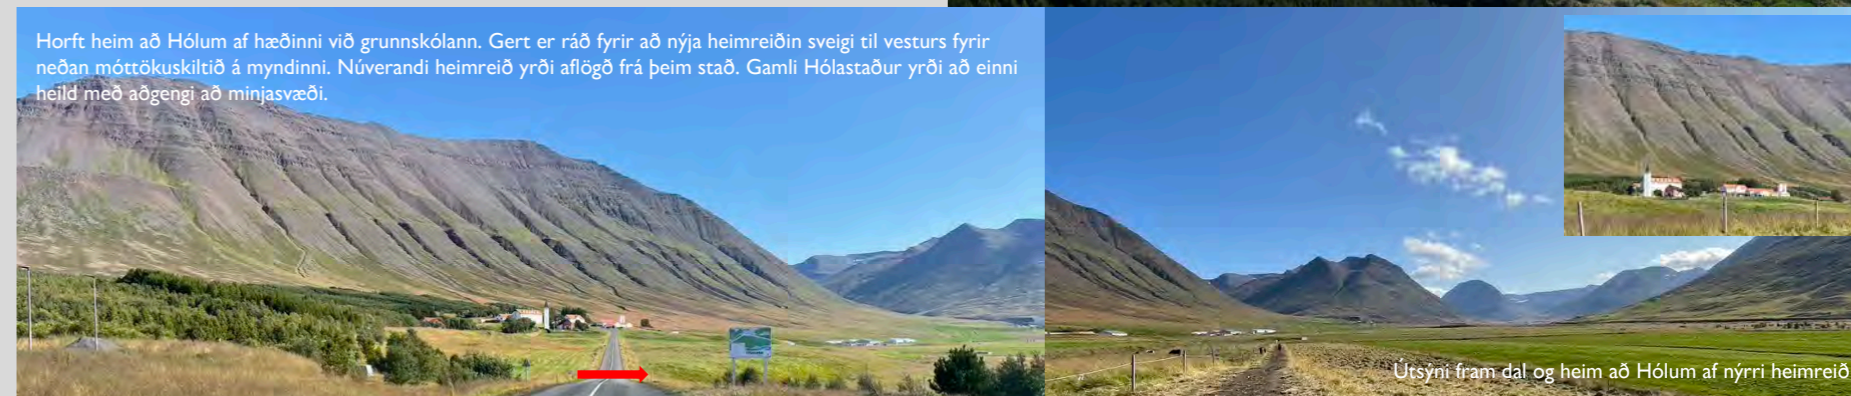 Horft heim að Hólum af hæðinni við grunnskólann. Gert er ráð fyrir að nýja heimreiðin sveigi til vesturs fyrir
neðan móttökuskiltið á myndinni. Núverandi heimreið yrði aflögð frá þeim stað. Gamli Hólastaður yrði að einni
heild með aðgengi að minjasvæði.
Útsýni fram dal og heim að Hólum af nýrri heimreið